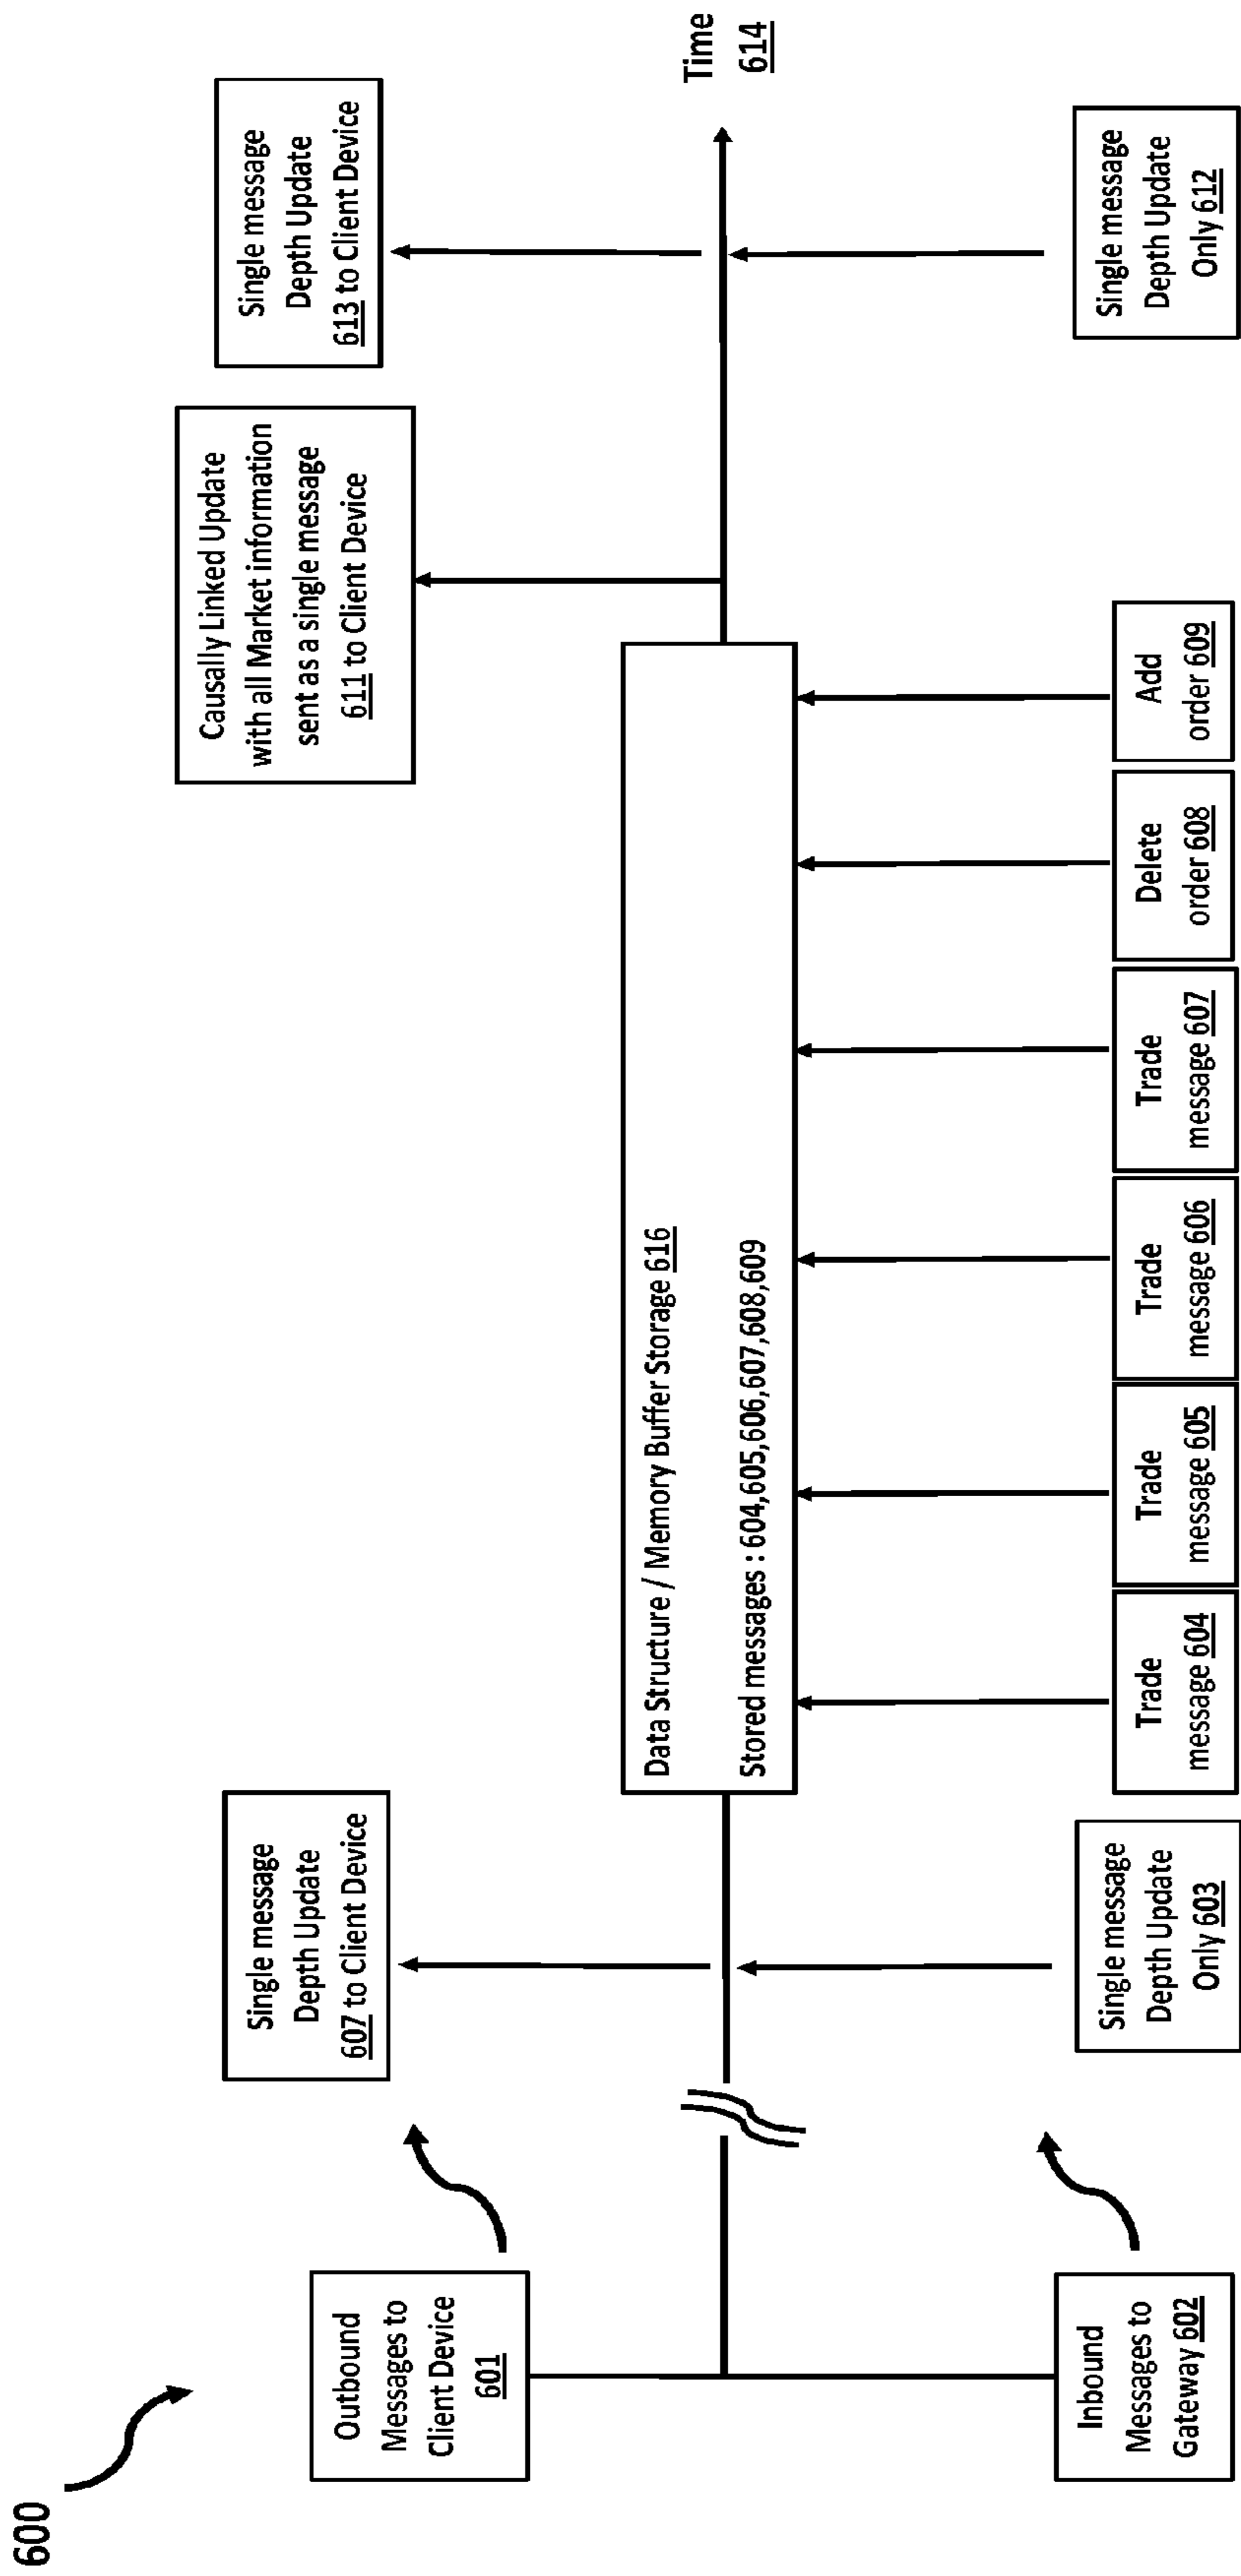 600
Outbound
Messages to
Client Device
601
Single message
Depth Update
607 to Client Device
Causally Linked Update
with all Market information
sent as a single message
611 to Client Device
Single message
Depth Update
613 to Client Device
Data Structure / Memory Buffer Storage 616
Stored messages : 604,605,606,607,608,609
Time
614
Inbound
Messages to
Gateway 602
Single message
Depth Update
Only 603
Trade
message 604
Trade
message 605
Trade
message 606
Trade
message 607
Delete
order 608
Add
order 609
Single message
Depth Update
Only 612